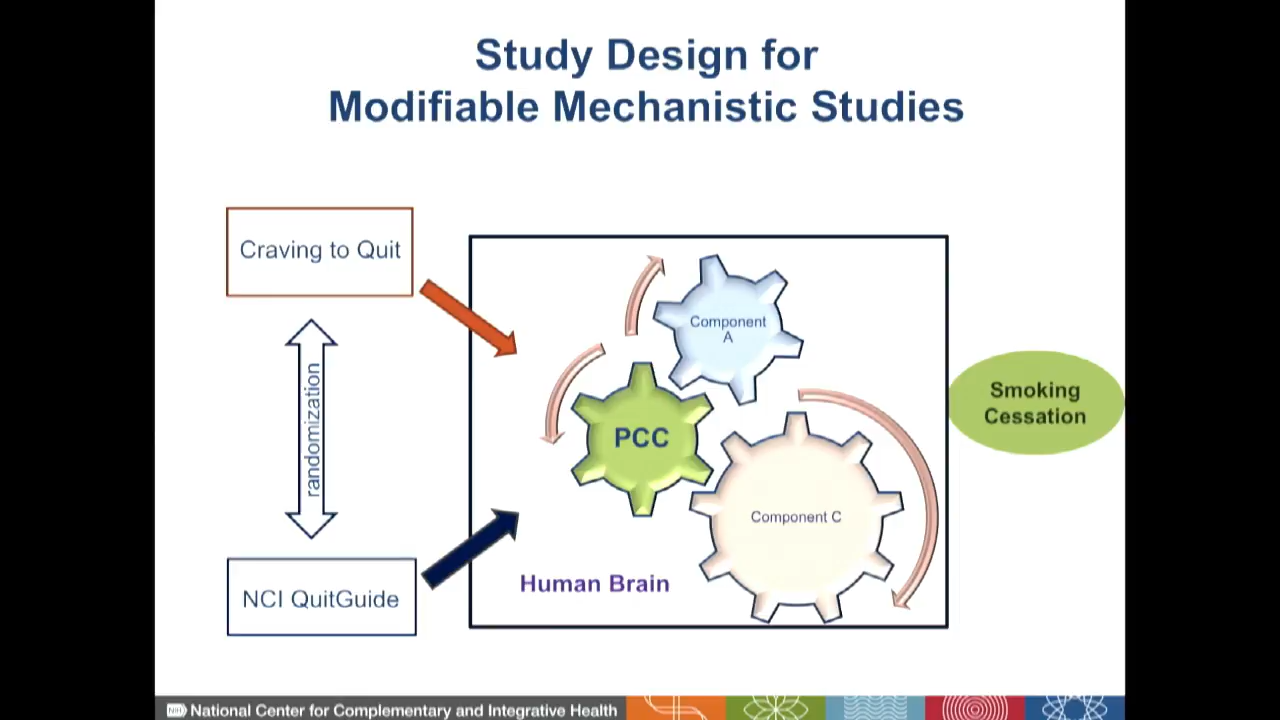 Study Design for
Modifiable Mechanistic Studies
Craving to Quit
randomization
NCI QuitGuide
Component
A
PCC
Component C
Human Brain
Smoking
Cessation
NIH National Center for Complementary and Integrative Health